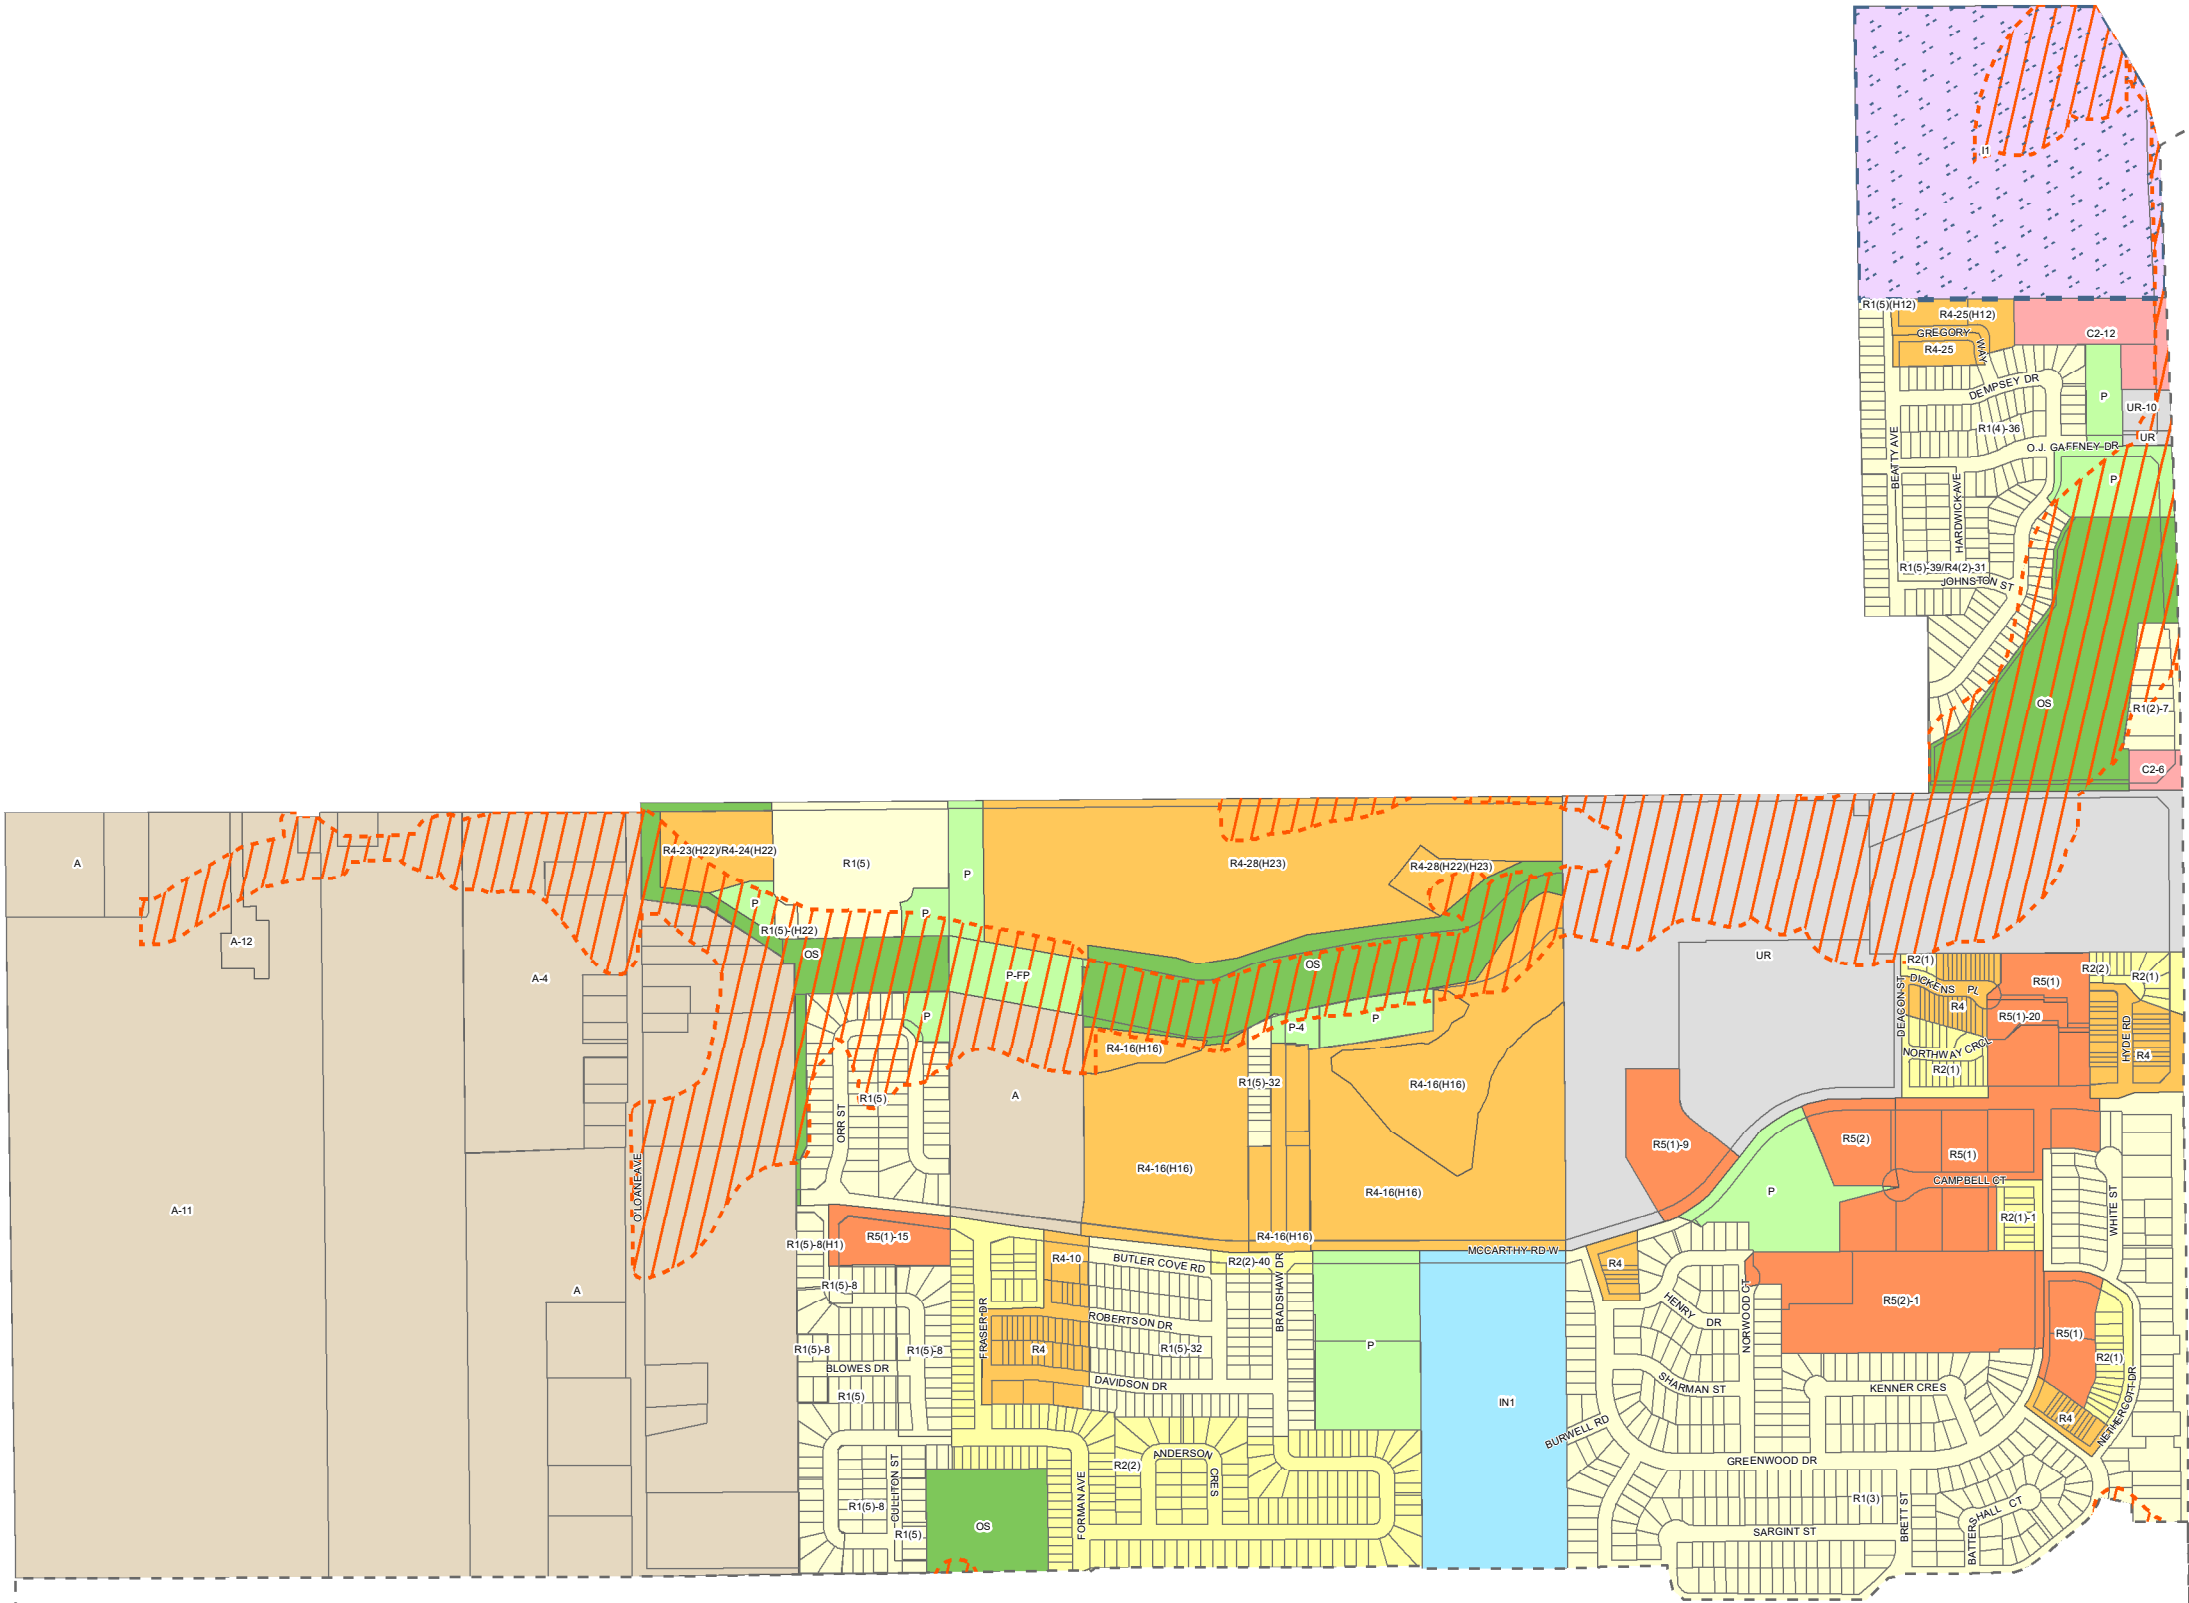 I1
R1(5)(H12)
R4-25(H12)
GREGORY WAY
R4-25
C2-12
DEMPSEY DR
P
UR-10
R1(4)-36
UR
O.J. GAFFNEY DR
BEATTY AVE
P
HARDWICK AVE
R1(5)-39/R4(2)-31
JOHNSTON ST
OS
R1(2)-7
C2-6
A
R4-23(H22)/R4-24(H22)
R1(5)
P
R4-28(H23)
R4-28(H22)(H23)
P
P
R1(5)-(H22)
A-12
OS
A-4
P-FP
OS
UR
R2(1)
DICKENS PL
R4
R5(1)
R2(2)
R2(1)
DEACON ST
R5(1)-20
NORTHWAY CRCL
R2(1)
HYDE RD
R4
P
P-4
P
R4-16(H16)
R1(5)-32
R4-16(H16)
A
R1(5)
ORR ST
O'LOANE AVE
R5(1)-9
R5(2)
R5(1)
CAMPBELL CT
R4-16(H16)
R4-16(H16)
P
R2(1)-1
WHITE ST
A-11
R1(5)-8(H1)
R5(1)-15
R4-16(H16)
MCCARTHY RD W
R4-10
BUTLER COVE RD
R2(2)-40
BRADSHAW DR
R4
A
R1(5)-8
FRASER DR
HENRY DR
NORWOOD CT
R5(2)-1
ROBERTSON DR
R1(5)-8
R1(5)-8
R4
R1(5)-32
P
R5(1)
R2(1)
BLOWES DR
R1(5)
DAVIDSON DR
SHARMAN ST
KENNER CRES
IN1
R4
NETHERCOTT DR
BURWELL RD
ANDERSON CRES
R2(2)
GREENWOOD DR
CULLITON ST
R1(5)-8
FORMAN AVE
R1(3)
BRETT ST
BATTERSHALL CT
OS
R1(5)
SARGINT ST